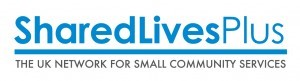 SharedLivesPlus
THE UK NETWORK FOR SMALL COMMUNITY SERVICES